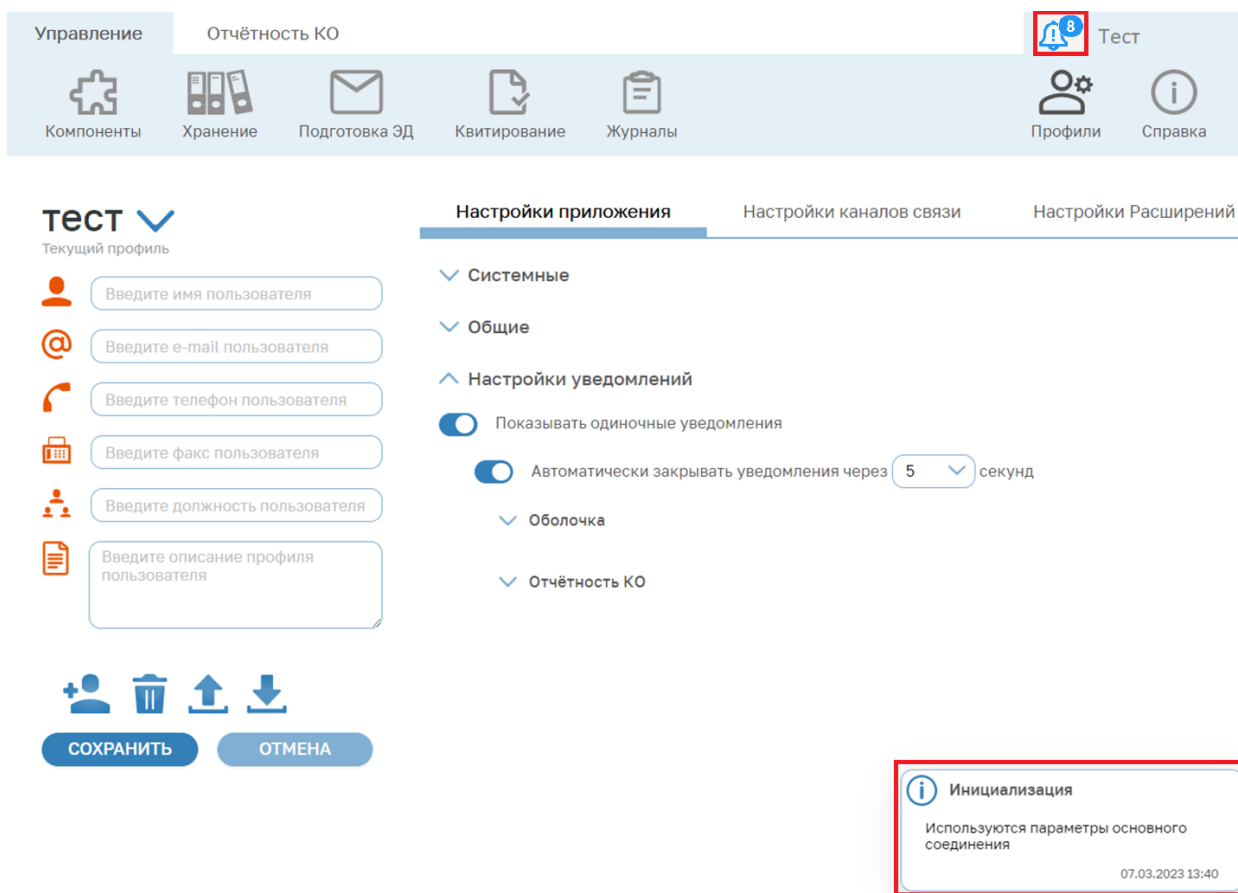 Управление
Отчётность КО
8
Тест
Компоненты
Хранение
Подготовка ЭД
Квитирование
Журналы
Профили
Справка
тест
Текущий профиль
Введите имя пользователя
Введите e-mail пользователя
Введите телефон пользователя
Введите факс пользователя
Введите должность пользователя
Введите описание профиля
пользователя
СОХРАНИТЬ
ОТМЕНА
Настройки приложения
Настройки каналов связи
Настройки Расширений
Системные
Общие
Настройки уведомлений
Показывать одиночные уведомления
Автоматически закрывать уведомления через 5 секунд
Оболочка
Отчётность КО
Инициализация
Используются параметры основного
соединения
07.03.2023 13:40